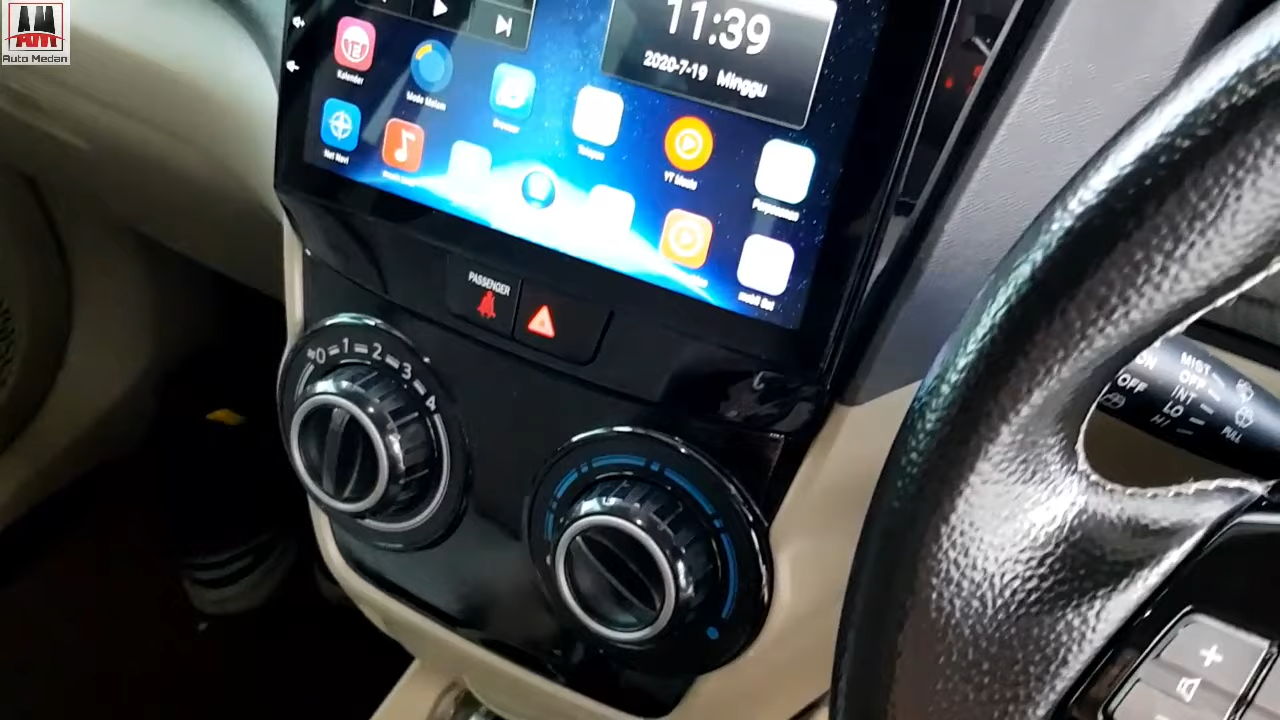 AM
Auto Medan
11:39
2020-7-19 Minggu
Kalender
Mode Malam
Browser
Telepon
YT Music
Net Navi
PASSENGER
0 1 2 3 4
ON
OFF
MIST
OFF
INT
LO
HI
PULL
+